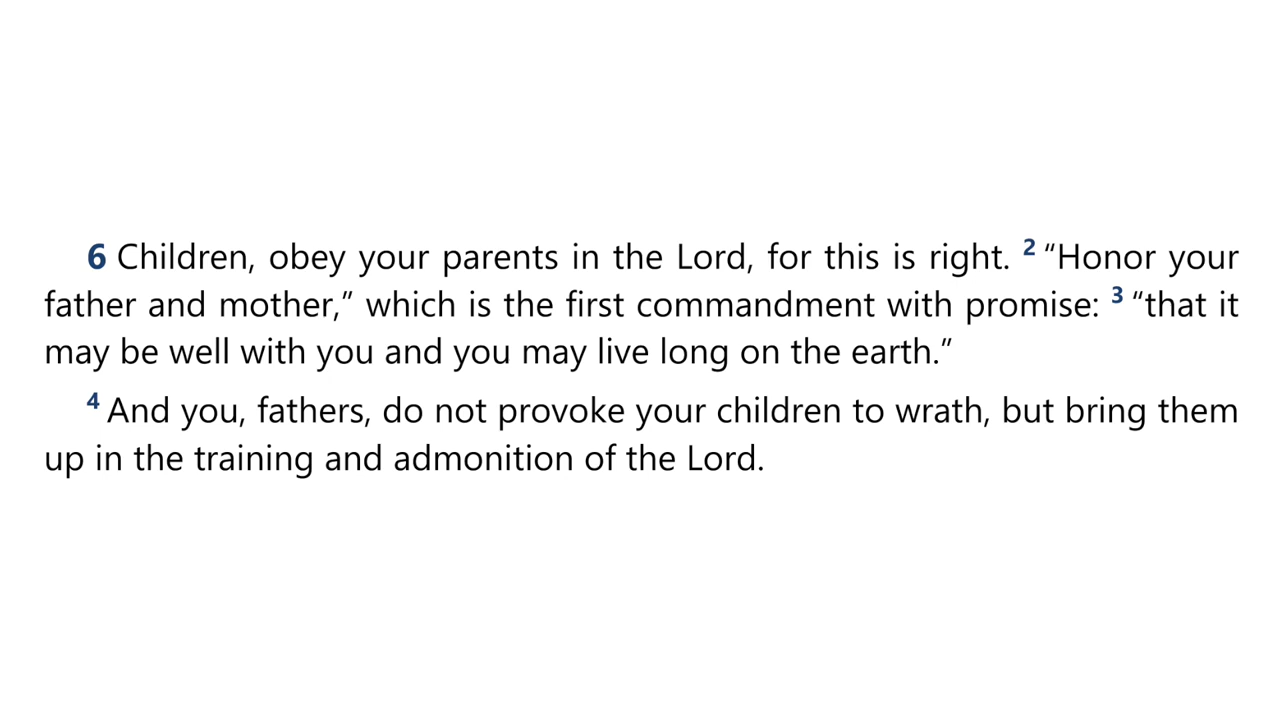 6 Children, obey your parents in the Lord, for this is right. 2 “Honor your
father and mother,” which is the first commandment with promise: 3 “that it
may be well with you and you may live long on the earth.”
4 And you, fathers, do not provoke your children to wrath, but bring them
up in the training and admonition of the Lord.